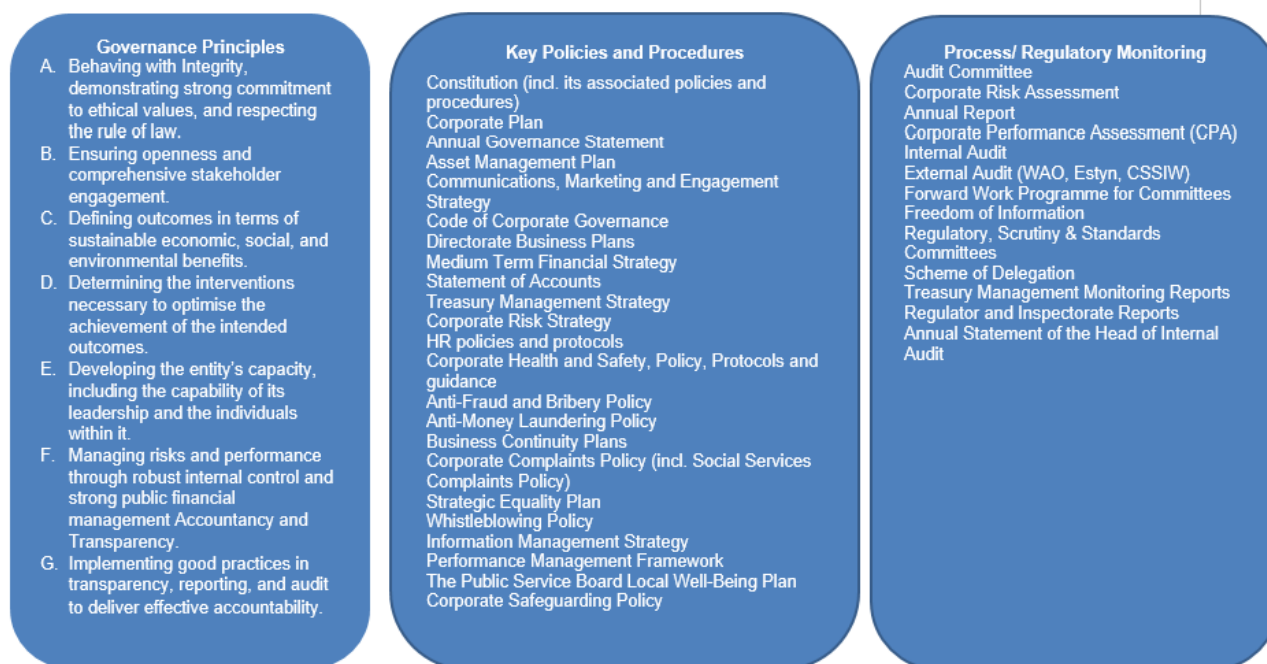 Governance Principles
A. Behaving with Integrity,
demonstrating strong commitment
to ethical values, and respecting
the rule of law.
B. Ensuring openness and
comprehensive stakeholder
engagement.
C. Defining outcomes in terms of
sustainable economic, social, and
environmental benefits.
D. Determining the interventions
necessary to optimise the
achievement of the intended
outcomes.
E. Developing the entity's capacity,
including the capability of its
leadership and the individuals
within it.
F. Managing risks and performance
through robust internal control and
strong public financial
management Accountancy and
Transparency.
G. Implementing good practices in
transparency, reporting, and audit
to deliver effective accountability.
Key Policies and Procedures
Constitution (incl. its associated policies and
procedures)
Corporate Plan
Annual Governance Statement
Asset Management Plan
Communications, Marketing and Engagement
Strategy
Code of Corporate Governance
Directorate Business Plans
Medium Term Financial Strategy
Statement of Accounts
Treasury Management Strategy
Corporate Risk Strategy
HR policies and protocols
Corporate Health and Safety, Policy, Protocols and
guidance
Anti-Fraud and Bribery Policy
Anti-Money Laundering Policy
Business Continuity Plans
Corporate Complaints Policy (incl. Social Services
Complaints Policy)
Strategic Equality Plan
Whistleblowing Policy
Information Management Strategy
Performance Management Framework
The Public Service Board Local Well-Being Plan
Corporate Safeguarding Policy
Process/ Regulatory Monitoring
Audit Committee
Corporate Risk Assessment
Annual Report
Corporate Performance Assessment (CPA)
Internal Audit
External Audit (WAO, Estyn, CSSIW)
Forward Work Programme for Committees
Freedom of Information
Regulatory, Scrutiny & Standards
Committees
Scheme of Delegation
Treasury Management Monitoring Reports
Regulator and Inspectorate Reports
Annual Statement of the Head of Internal
Audit